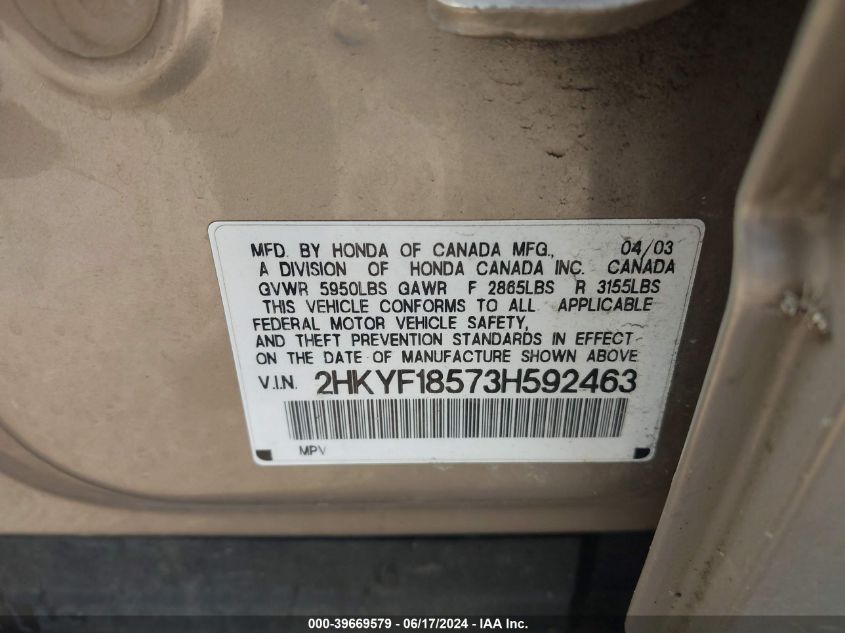 MFD. BY HONDA OF CANADA MFG., 04/03
A DIVISION OF HONDA CANADA INC. CANADA
GVWR 5950LBS GAWR F 2865LBS R 3155LBS
THIS VEHICLE CONFORMS TO ALL APPLICABLE
FEDERAL MOTOR VEHICLE SAFETY,
AND THEFT PREVENTION STANDARDS IN EFFECT
ON THE DATE OF MANUFACTURE SHOWN ABOVE
V.I.N. 2HKYF18573H592463
MPV
000-39669579 - 06/17/2024 - IAA Inc.